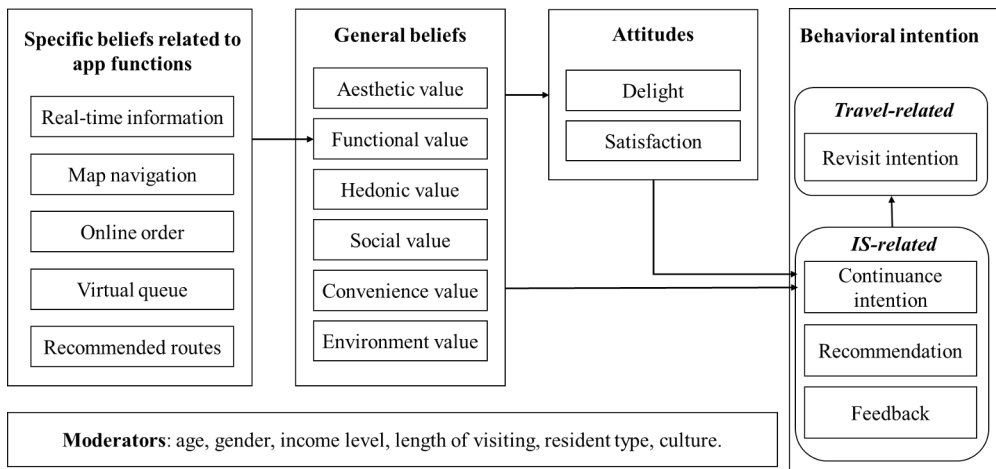 Specific beliefs related to
app functions
Real-time information
Map navigation
Online order
Virtual queue
Recommended routes
General beliefs
Aesthetic value
Functional value
Hedonic value
Social value
Convenience value
Environment value
Attitudes
Delight
Satisfaction
Behavioral intention
Travel-related
Revisit intention
IS-related
Continuance
intention
Recommendation
Feedback
Moderators: age, gender, income level, length of visiting, resident type, culture.